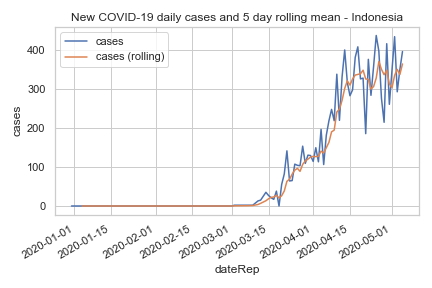 New COVID-19 daily cases and 5 day rolling mean - Indonesia
cases
cases (rolling)
400
300
200
100
0
cases
2020-01-01
2020-01-15
2020-02-01
2020-02-15
2020-03-01
2020-03-15
2020-04-01
2020-04-15
2020-05-01
dateRep